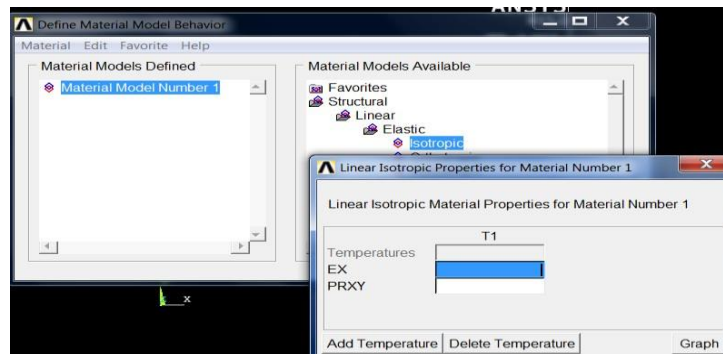 ANSYS
Define Material Model Behavior
Material Edit Favorite Help
Material Models Defined
Material Models Available
Material Model Number 1
Favorites
Structural
Linear
Elastic
Isotropic
Linear Isotropic Properties for Material Number 1
Linear Isotropic Material Properties for Material Number 1
T1
Temperatures
EX
PRXY
Add Temperature Delete Temperature Graph
x